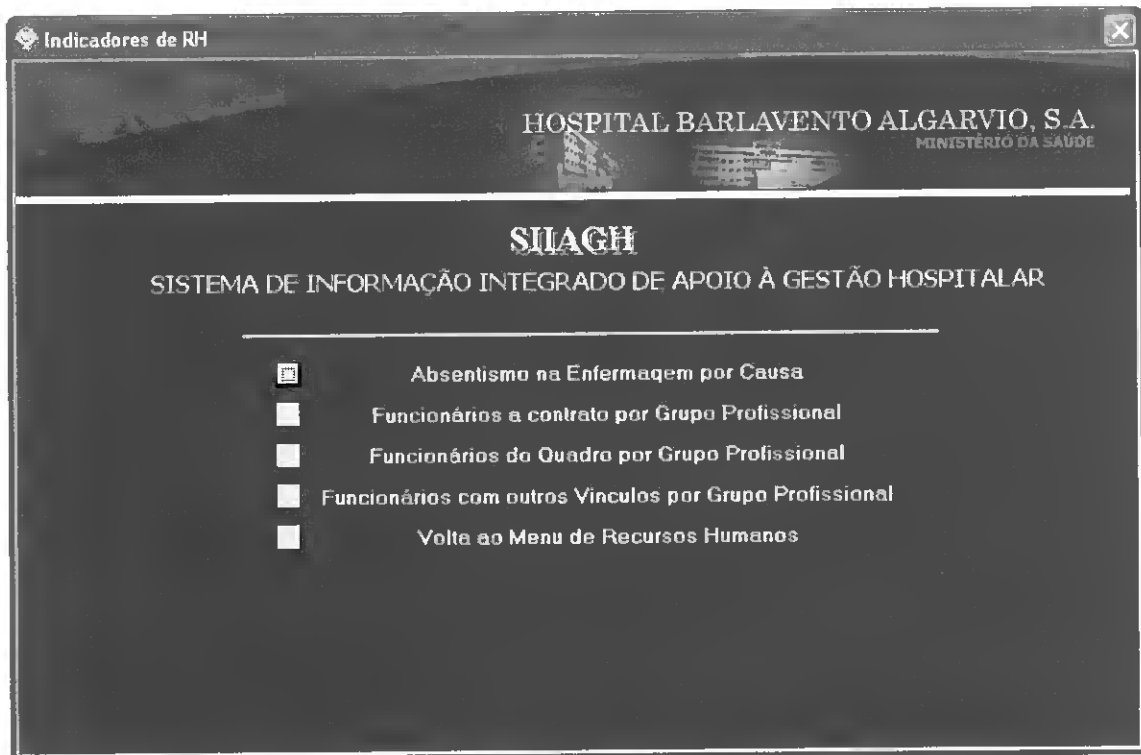 Indicadores de RH
HOSPITAL BARLAVENTO ALGARVIO, S.A.
MINISTÉRIO DA SAÚDE
SIIAGH
SISTEMA DE INFORMAÇÃO INTEGRADO DE APOIO À GESTÃO HOSPITALAR
Absentismo na Enfermagem por Causa
Funcionários a contrato por Grupo Profissional
Funcionários do Quadro por Grupo Profissional
Funcionários com outros Vinculos por Grupo Profissional
Volta ao Menu de Recursos Humanos